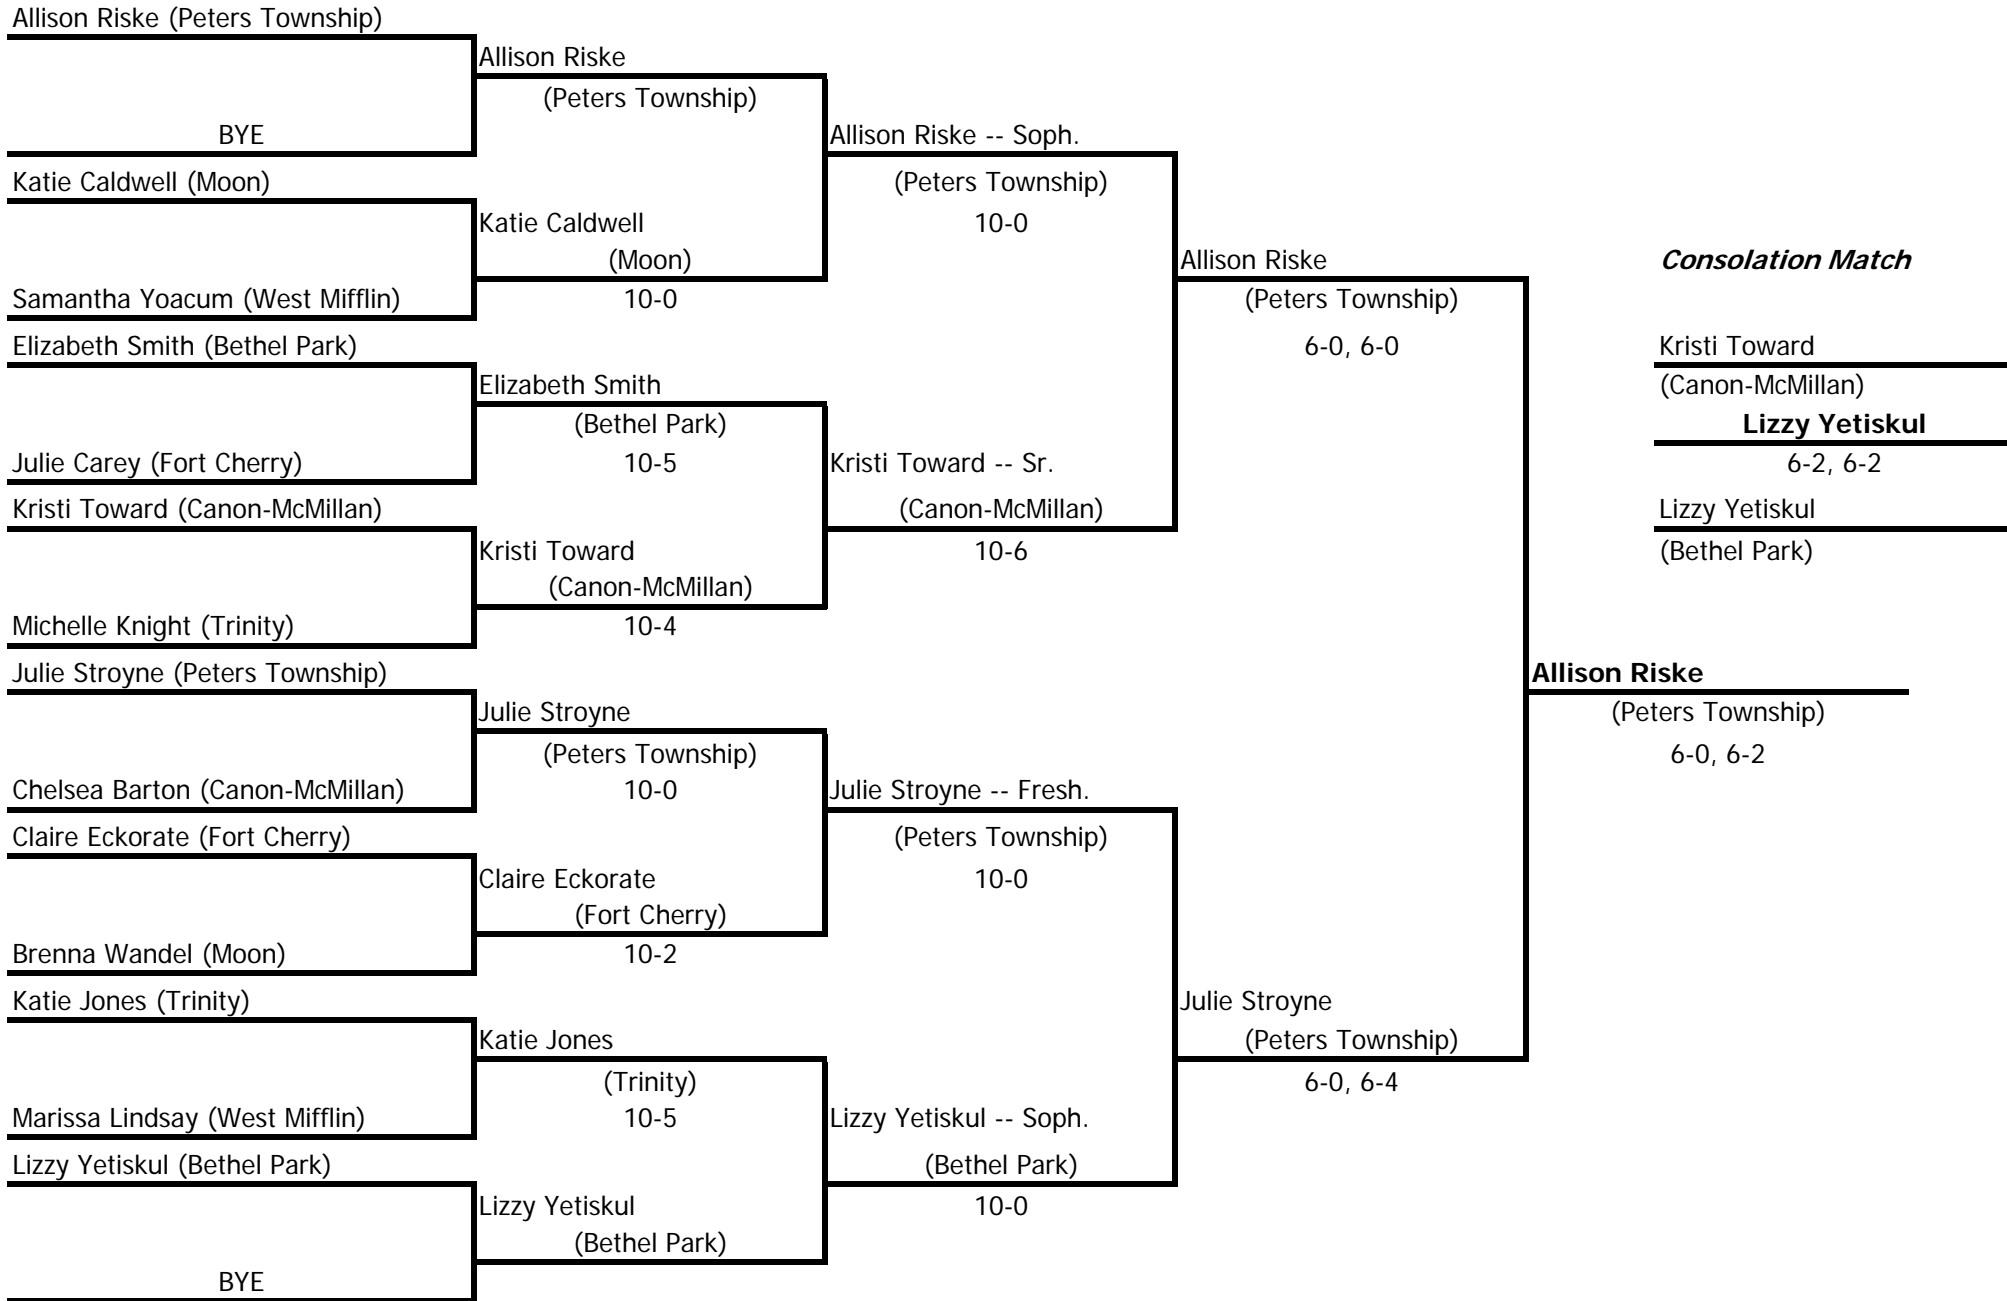 Allison Riske (Peters Township)
BYE
Katie Caldwell (Moon)
Samantha Yoacum (West Mifflin)
Elizabeth Smith (Bethel Park)
Julie Carey (Fort Cherry)
Kristi Toward (Canon-McMillan)
Michelle Knight (Trinity)
Julie Stroyne (Peters Township)
Chelsea Barton (Canon-McMillan)
Claire Eckorate (Fort Cherry)
Brenna Wandel (Moon)
Katie Jones (Trinity)
Marissa Lindsay (West Mifflin)
Lizzy Yetiskul (Bethel Park)
BYE
Allison Riske
(Peters Township)
Katie Caldwell
(Moon)
10-0
Elizabeth Smith
(Bethel Park)
10-5
Kristi Toward
(Canon-McMillan)
10-4
Julie Stroyne
(Peters Township)
10-0
Claire Eckorate
(Fort Cherry)
10-2
Katie Jones
(Trinity)
10-5
Lizzy Yetiskul
(Bethel Park)
Allison Riske -- Soph.
(Peters Township)
10-0
Kristi Toward -- Sr.
(Canon-McMillan)
10-6
Julie Stroyne -- Fresh.
(Peters Township)
10-0
Lizzy Yetiskul -- Soph.
(Bethel Park)
10-0
Allison Riske
(Peters Township)
6-0, 6-0
Julie Stroyne
(Peters Township)
6-0, 6-4
Allison Riske
(Peters Township)
6-0, 6-2
Consolation Match
Kristi Toward
(Canon-McMillan)
Lizzy Yetiskul
6-2, 6-2
Lizzy Yetiskul
(Bethel Park)